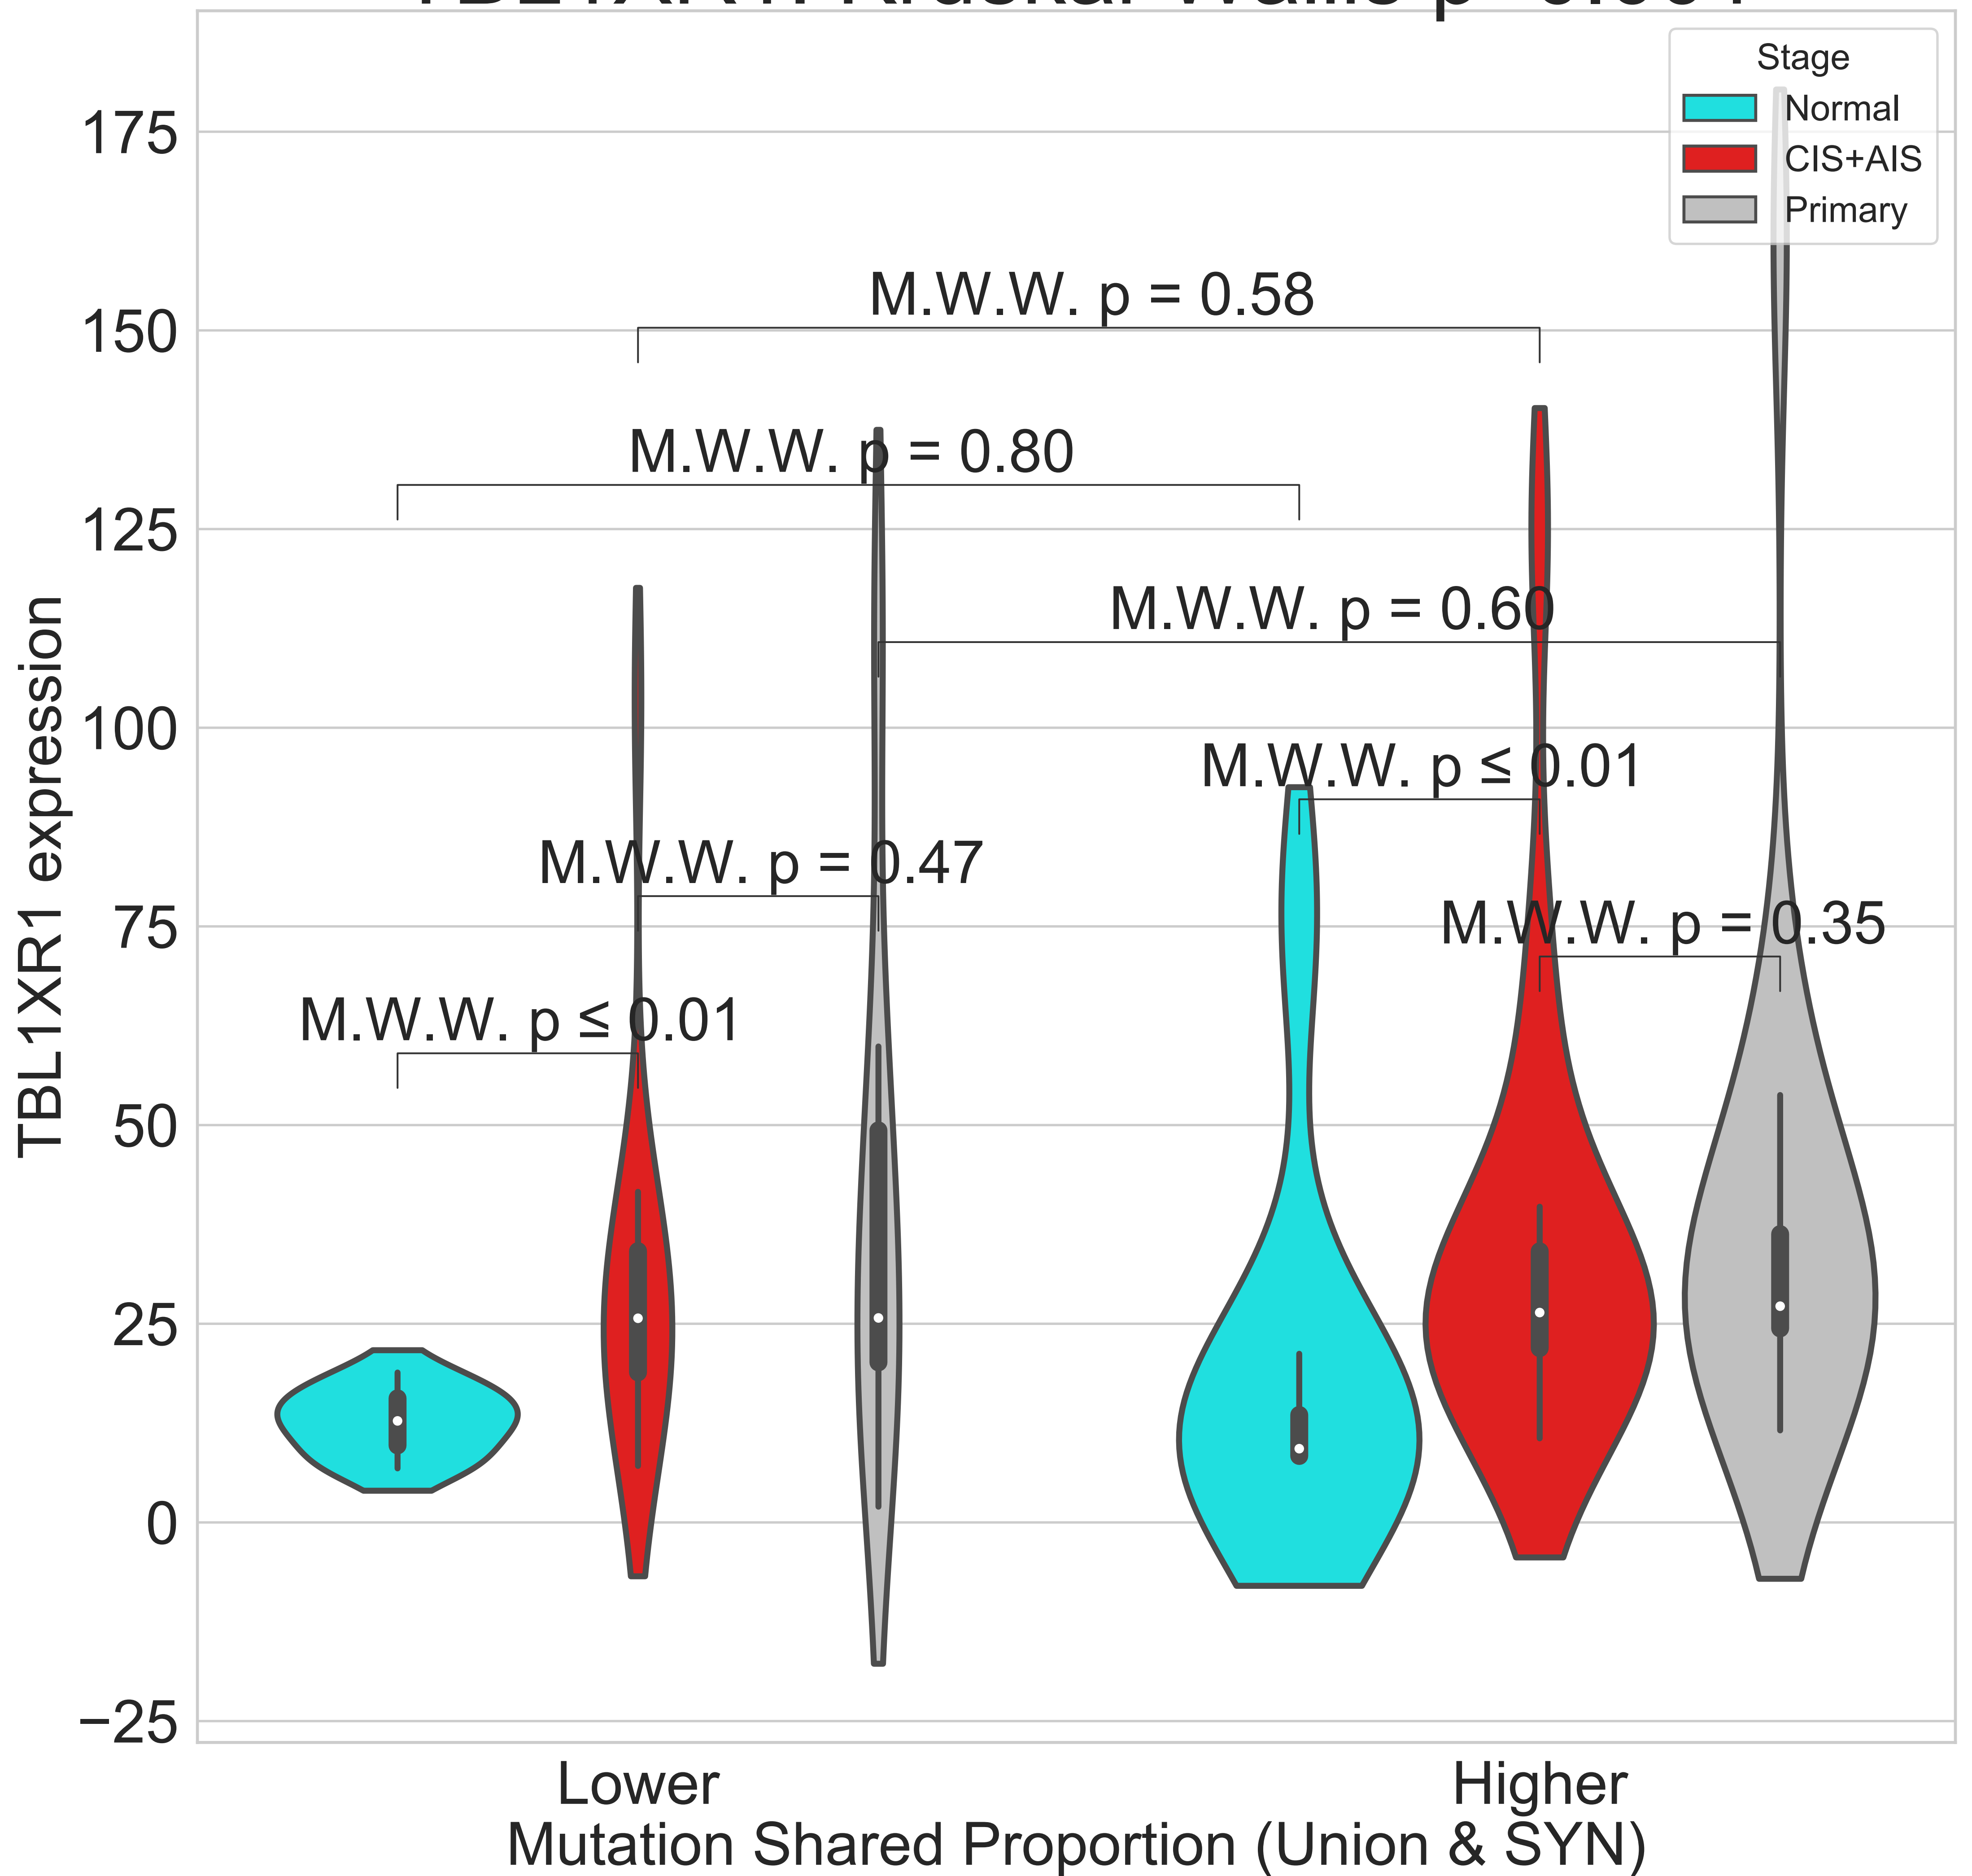 Stage
Normal
CIS+AIS
Primary
175
150
125
100
75
50
25
0
−25
TBL1XR1 expression
M.W.W. p = 0.58
M.W.W. p = 0.80
M.W.W. p = 0.60
M.W.W. p ≤ 0.01
M.W.W. p = 0.47
M.W.W. p = 0.35
M.W.W. p ≤ 0.01
Lower
Higher
Mutation Shared Proportion (Union & SYN)